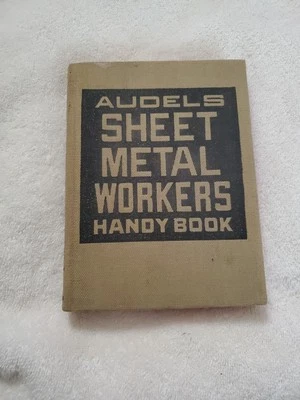 AUDELS
SHEET
METAL
WORKERS
HANDY BOOK